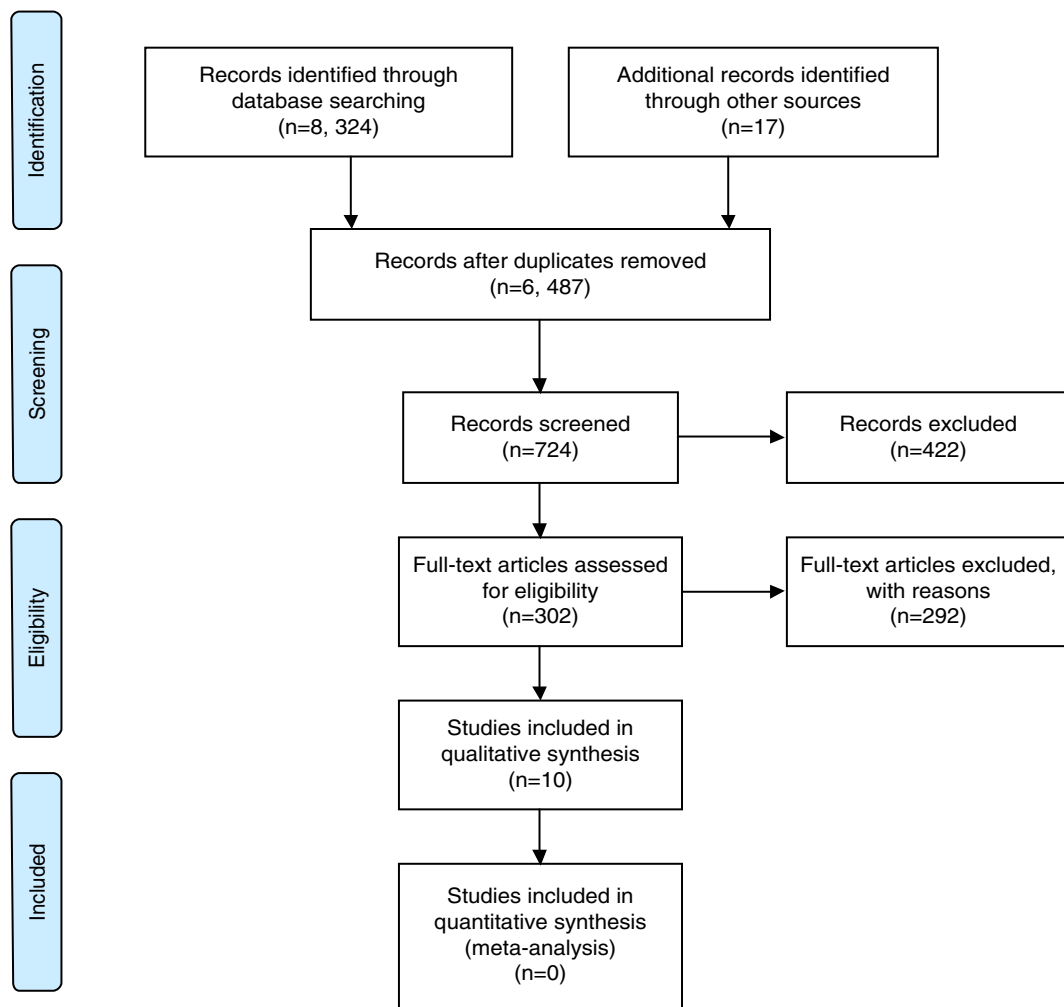 Identification
Records identified through
database searching
(n=8, 324)
Additional records identified
through other sources
(n=17)
Records after duplicates removed
(n=6, 487)
Screening
Records screened
(n=724)
Records excluded
(n=422)
Eligibility
Full-text articles assessed
for eligibility
(n=302)
Full-text articles excluded,
with reasons
(n=292)
Studies included in
qualitative synthesis
(n=10)
Included
Studies included in
quantitative synthesis
(meta-analysis)
(n=0)